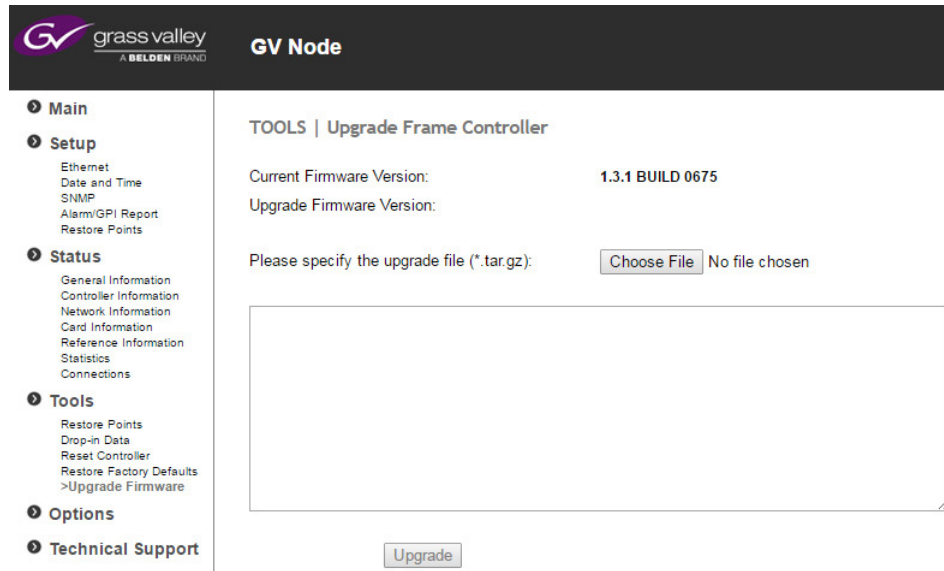 GV grass valley
A BELDEN BRAND
GV Node
Main
Setup
Ethernet
Date and Time
SNMP
Alarm/GPI Report
Restore Points
Status
General Information
Controller Information
Network Information
Card Information
Reference Information
Statistics
Connections
Tools
Restore Points
Drop-in Data
Reset Controller
Restore Factory Defaults
>Upgrade Firmware
Options
Technical Support
TOOLS | Upgrade Frame Controller
Current Firmware Version: 1.3.1 BUILD 0675
Upgrade Firmware Version:
Please specify the upgrade file (*.tar.gz): Choose File No file chosen
Upgrade